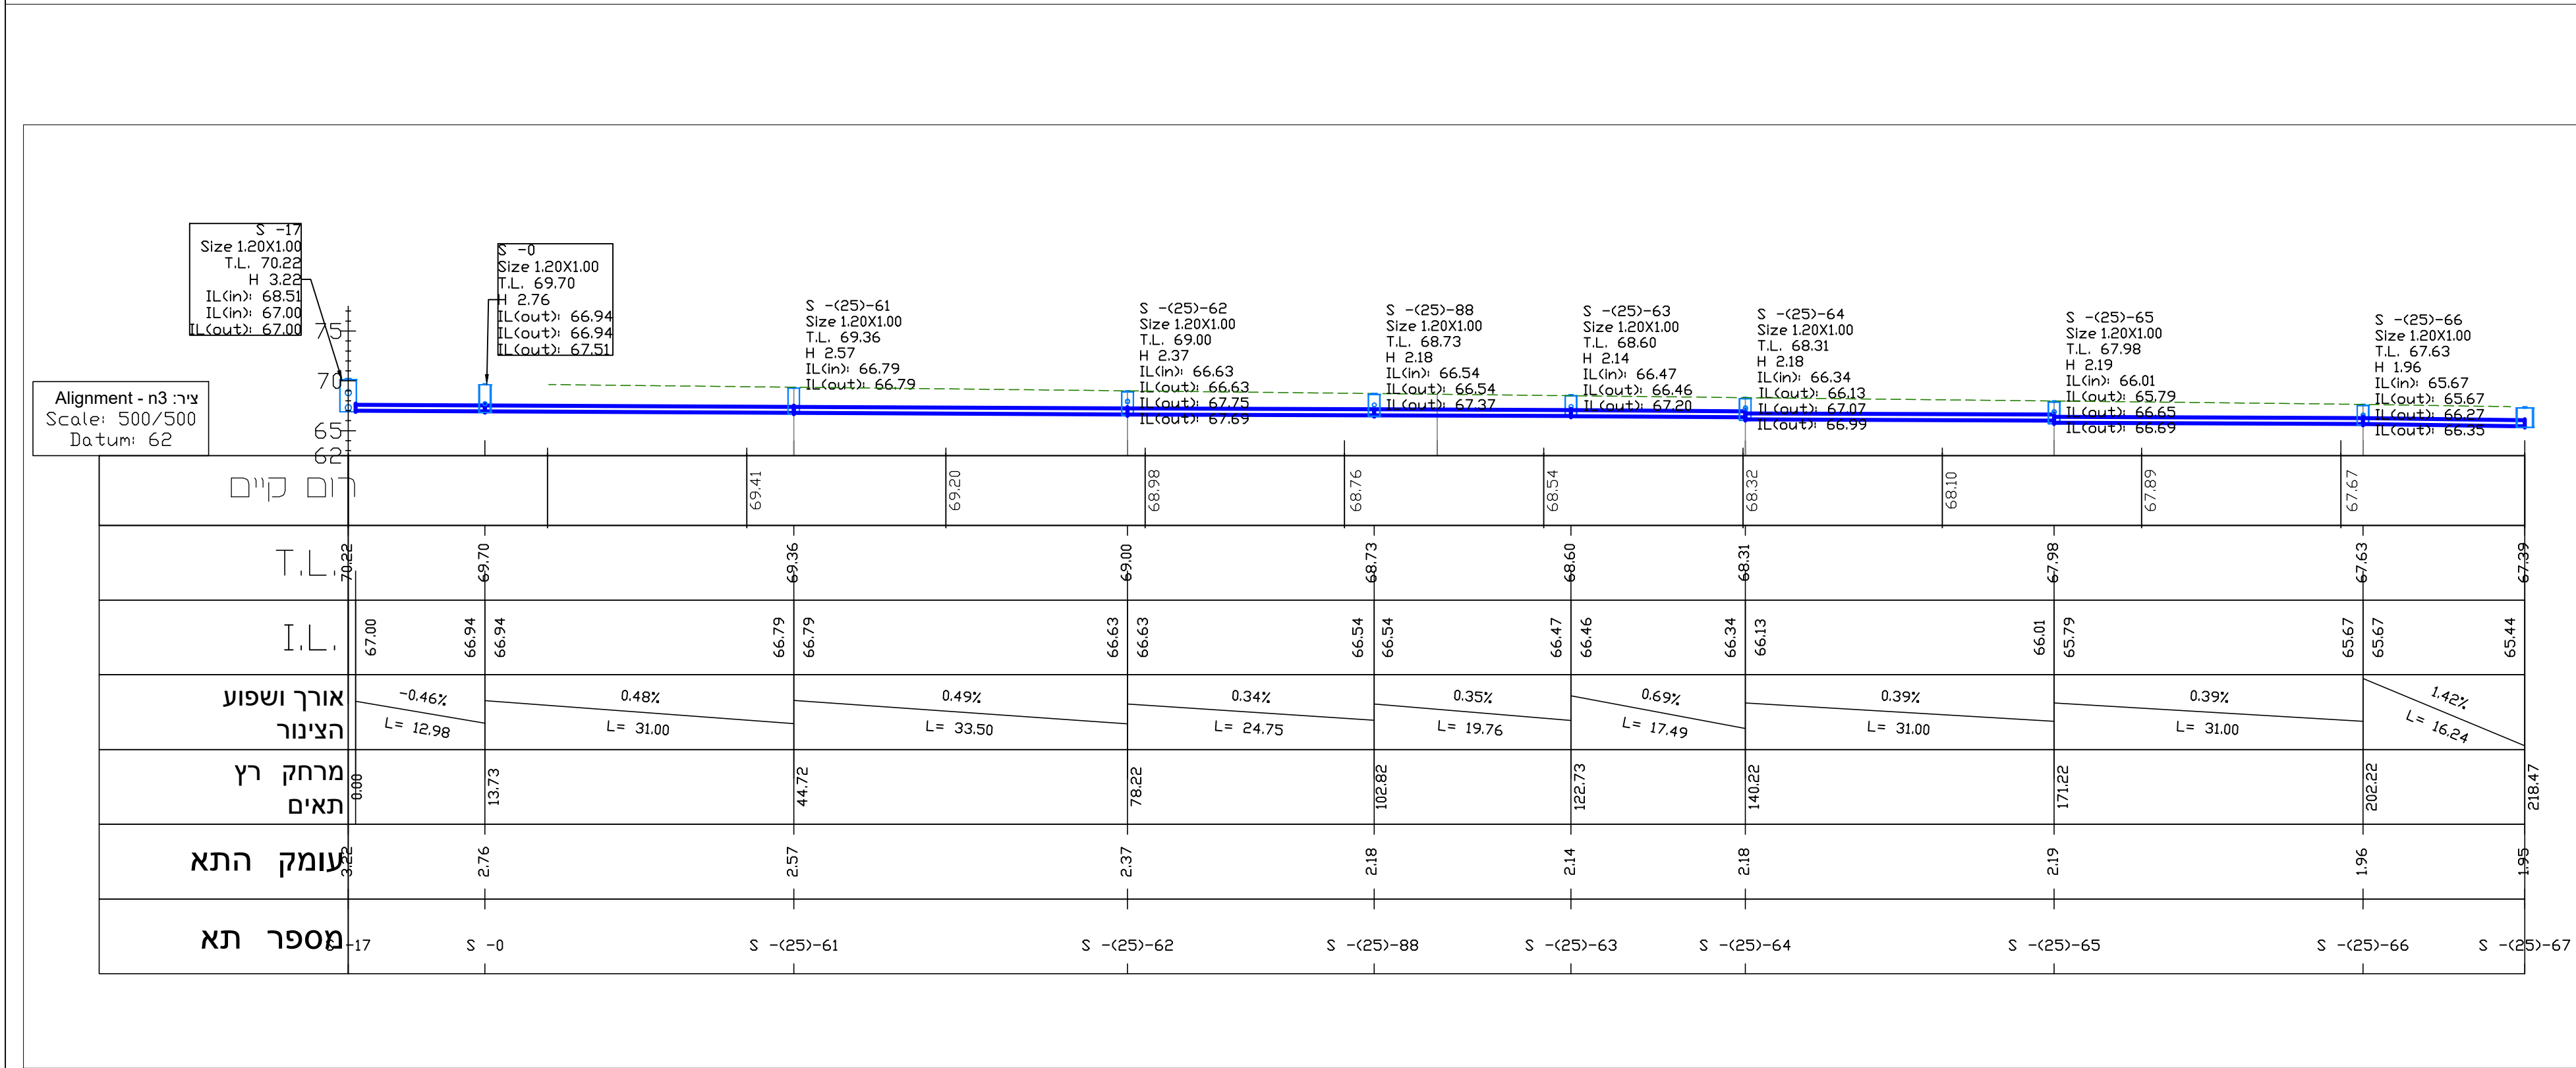 S -17
Size 1.20X1.00
T.L. 70.22
H 3.22
IL(in): 68.51
IL(in): 67.00
IL(out): 67.00
S -0
Size 1.20X1.00
T.L. 69.70
H 2.76
IL(out): 66.94
IL(out): 66.94
IL(out): 67.51
S -(25)-61
Size 1.20X1.00
T.L. 69.36
H 2.57
IL(in): 66.79
IL(out): 66.79
S -(25)-62
Size 1.20X1.00
T.L. 69.00
H 2.37
IL(in): 66.63
IL(out): 66.63
IL(out): 67.75
IL(out): 67.69
S -(25)-88
Size 1.20X1.00
T.L. 68.73
H 2.18
IL(in): 66.54
IL(out): 66.54
IL(out): 67.37
S -(25)-63
Size 1.20X1.00
T.L. 68.60
H 2.14
IL(in): 66.47
IL(out): 66.46
IL(out): 67.20
S -(25)-64
Size 1.20X1.00
T.L. 68.31
H 2.18
IL(in): 66.34
IL(out): 66.13
IL(out): 67.07
IL(out): 66.99
S -(25)-65
Size 1.20X1.00
T.L. 67.98
H 2.19
IL(in): 66.01
IL(out): 65.79
IL(out): 66.65
IL(out): 66.69
S -(25)-66
Size 1.20X1.00
T.L. 67.63
H 1.96
IL(in): 65.67
IL(out): 65.67
IL(out): 66.27
IL(out): 66.35
75
70
65
62
ציר: Alignment - n3
Scale: 500/500
Datum: 62
רום קיים
69.41 69.20 68.98 68.76 68.54 68.32 68.10 67.89 67.67
T.L.
70.22 69.70 69.36 69.00 68.73 68.60 68.31 67.98 67.63 67.39
I.L.
67.00 66.94 66.94 66.79 66.79 66.63 66.63 66.54 66.54 66.47 66.46 66.34 66.13 66.01 65.79 65.67 65.67 65.44
אורך ושפוע
הצינור
-0.46% 0.48% 0.49% 0.34% 0.35% 0.69% 0.39% 0.39% 1.42%
L= 12.98 L= 31.00 L= 33.50 L= 24.75 L= 19.76 L= 17.49 L= 31.00 L= 31.00 L= 16.24
מרחק רץ
תאים
0.00 13.73 44.72 78.22 102.82 122.73 140.22 171.22 202.22 218.47
עומק התא
3.22 2.76 2.57 2.37 2.18 2.14 2.18 2.19 1.96 1.95
מספר תא
S -17 S -0 S -(25)-61 S -(25)-62 S -(25)-88 S -(25)-63 S -(25)-64 S -(25)-65 S -(25)-66 S -(25)-67